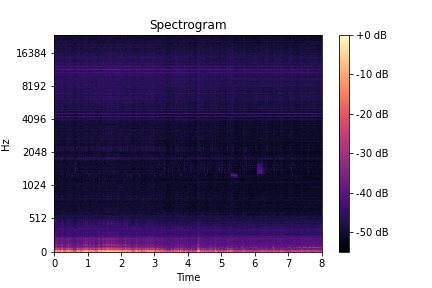 Spectrogram
+0 dB
16384
-10 dB
8192
-20 dB
4096
-30 dB
Hz
2048
-40 dB
1024
512
-50 dB
0
0 1 2 3 4 5 6 7 8
Time